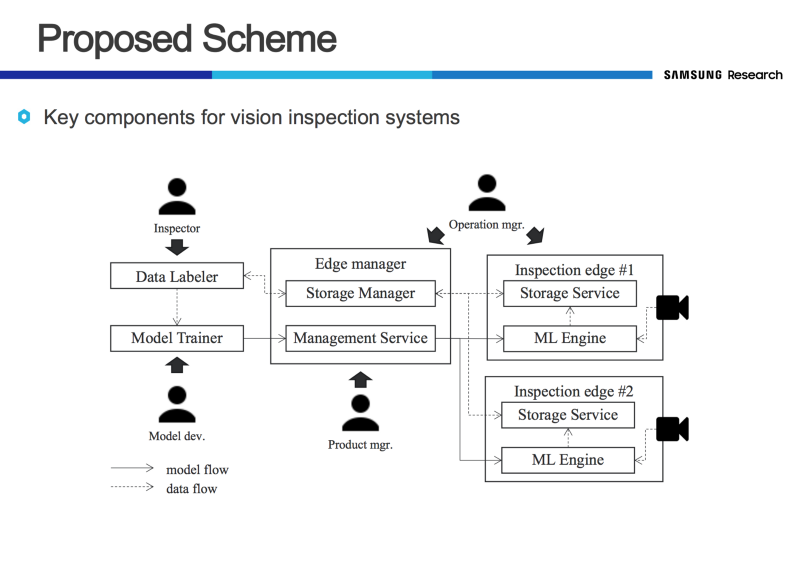 Proposed Scheme
SAMSUNG Research
Key components for vision inspection systems
Inspector
Operation mgr.
Data Labeler
Edge manager
Storage Manager
Inspection edge #1
Storage Service
Model Trainer
Management Service
ML Engine
Inspection edge #2
Storage Service
ML Engine
Model dev.
Product mgr.
model flow
data flow